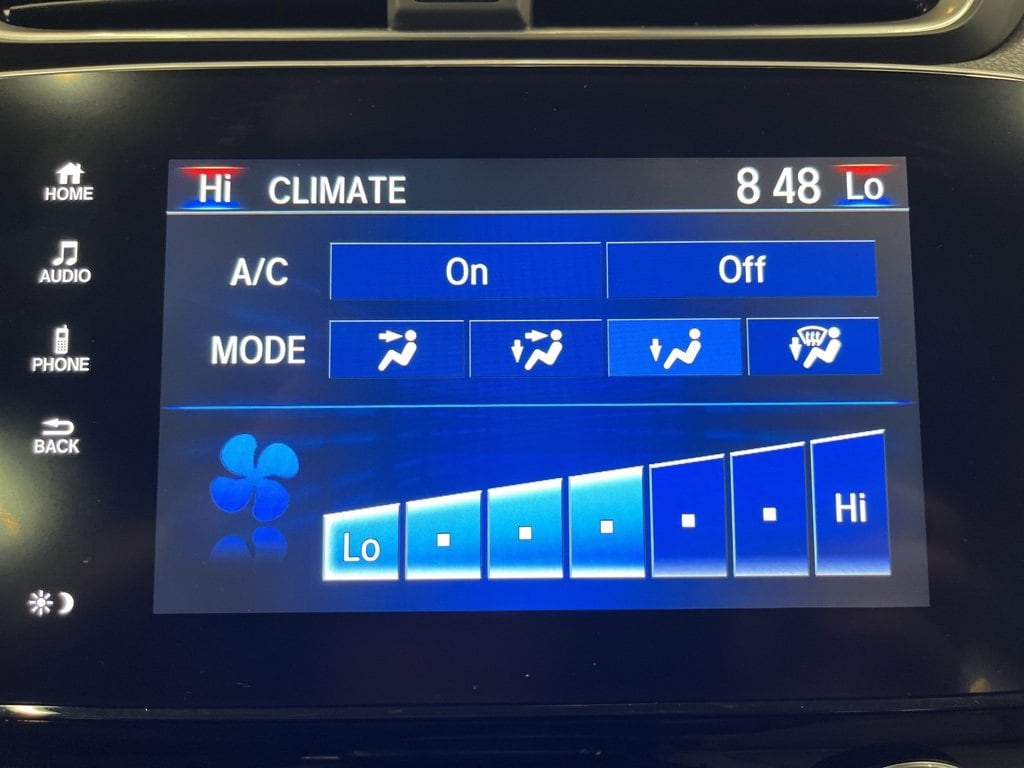 HOME
AUDIO
PHONE
BACK
Hi CLIMATE 8 48 Lo
A/C On Off
MODE
Lo Hi